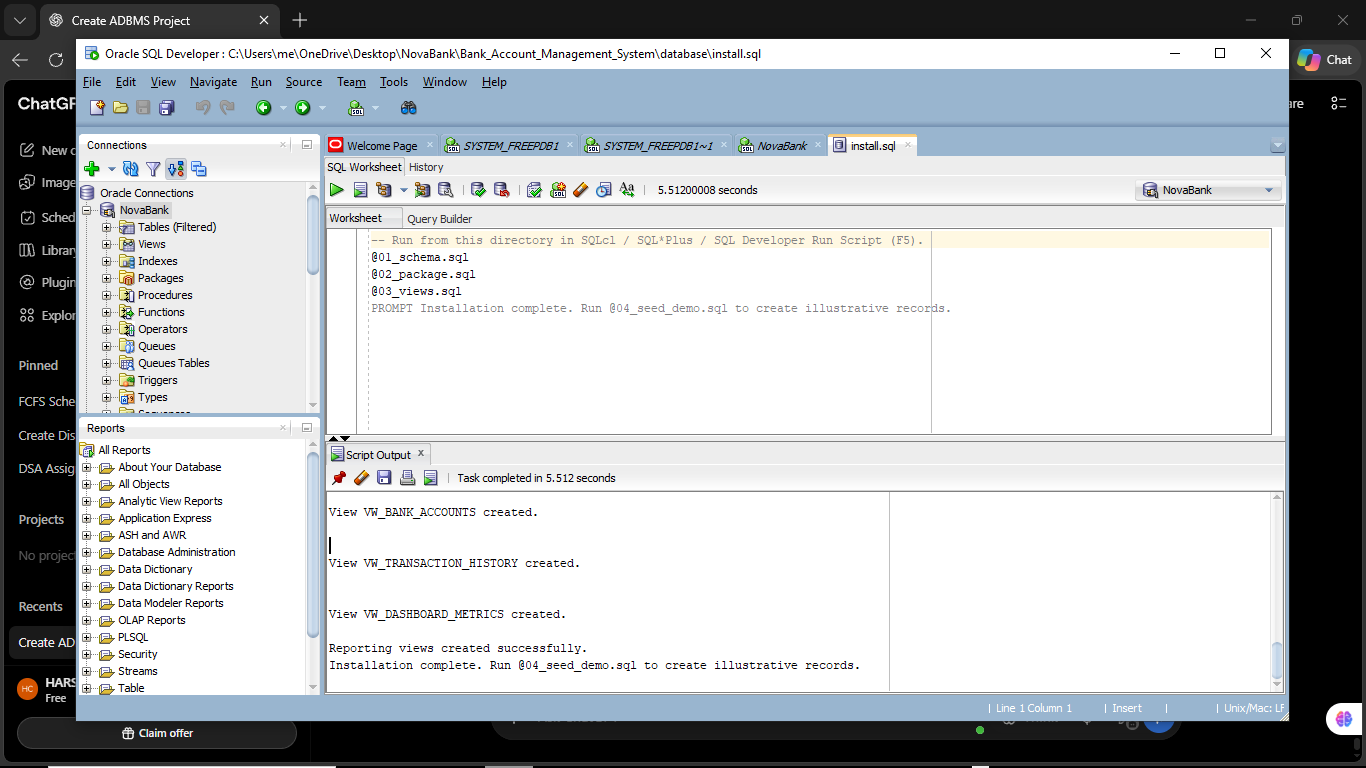 Create ADBMS Project
Oracle SQL Developer : C:\Users\me\OneDrive\Desktop\NovaBank\Bank_Account_Management_System\database\install.sql
Chat
File Edit View Navigate Run Source Team Tools Window Help
ChatGP
New c
Image
Sched
Library
Plugin
Explor
Pinned
FCFS Sche
Create Dis
DSA Assig
Projects
No project
Recents
Create AD
HC
HARS
Free
Claim offer
Connections
Oracle Connections
NovaBank
Tables (Filtered)
Views
Indexes
Packages
Procedures
Functions
Operators
Queues
Queues Tables
Triggers
Types
Sequences
Reports
All Reports
About Your Database
All Objects
Analytic View Reports
Application Express
ASH and AWR
Database Administration
Data Dictionary
Data Dictionary Reports
Data Modeler Reports
OLAP Reports
PLSQL
Security
Streams
Table
Welcome Page
SYSTEM_FREEPDB1
SYSTEM_FREEPDB1~1
NovaBank
install.sql
SQL Worksheet History
5.51200008 seconds
NovaBank
Worksheet Query Builder
-- Run from this directory in SQLcl / SQL*Plus / SQL Developer Run Script (F5).
@01_schema.sql
@02_package.sql
@03_views.sql
PROMPT Installation complete. Run @04_seed_demo.sql to create illustrative records.
Script Output
Task completed in 5.512 seconds
View VW_BANK_ACCOUNTS created.
View VW_TRANSACTION_HISTORY created.
View VW_DASHBOARD_METRICS created.
Reporting views created successfully.
Installation complete. Run @04_seed_demo.sql to create illustrative records.
Line 1 Column 1
Insert
Unix/Mac: LF
are